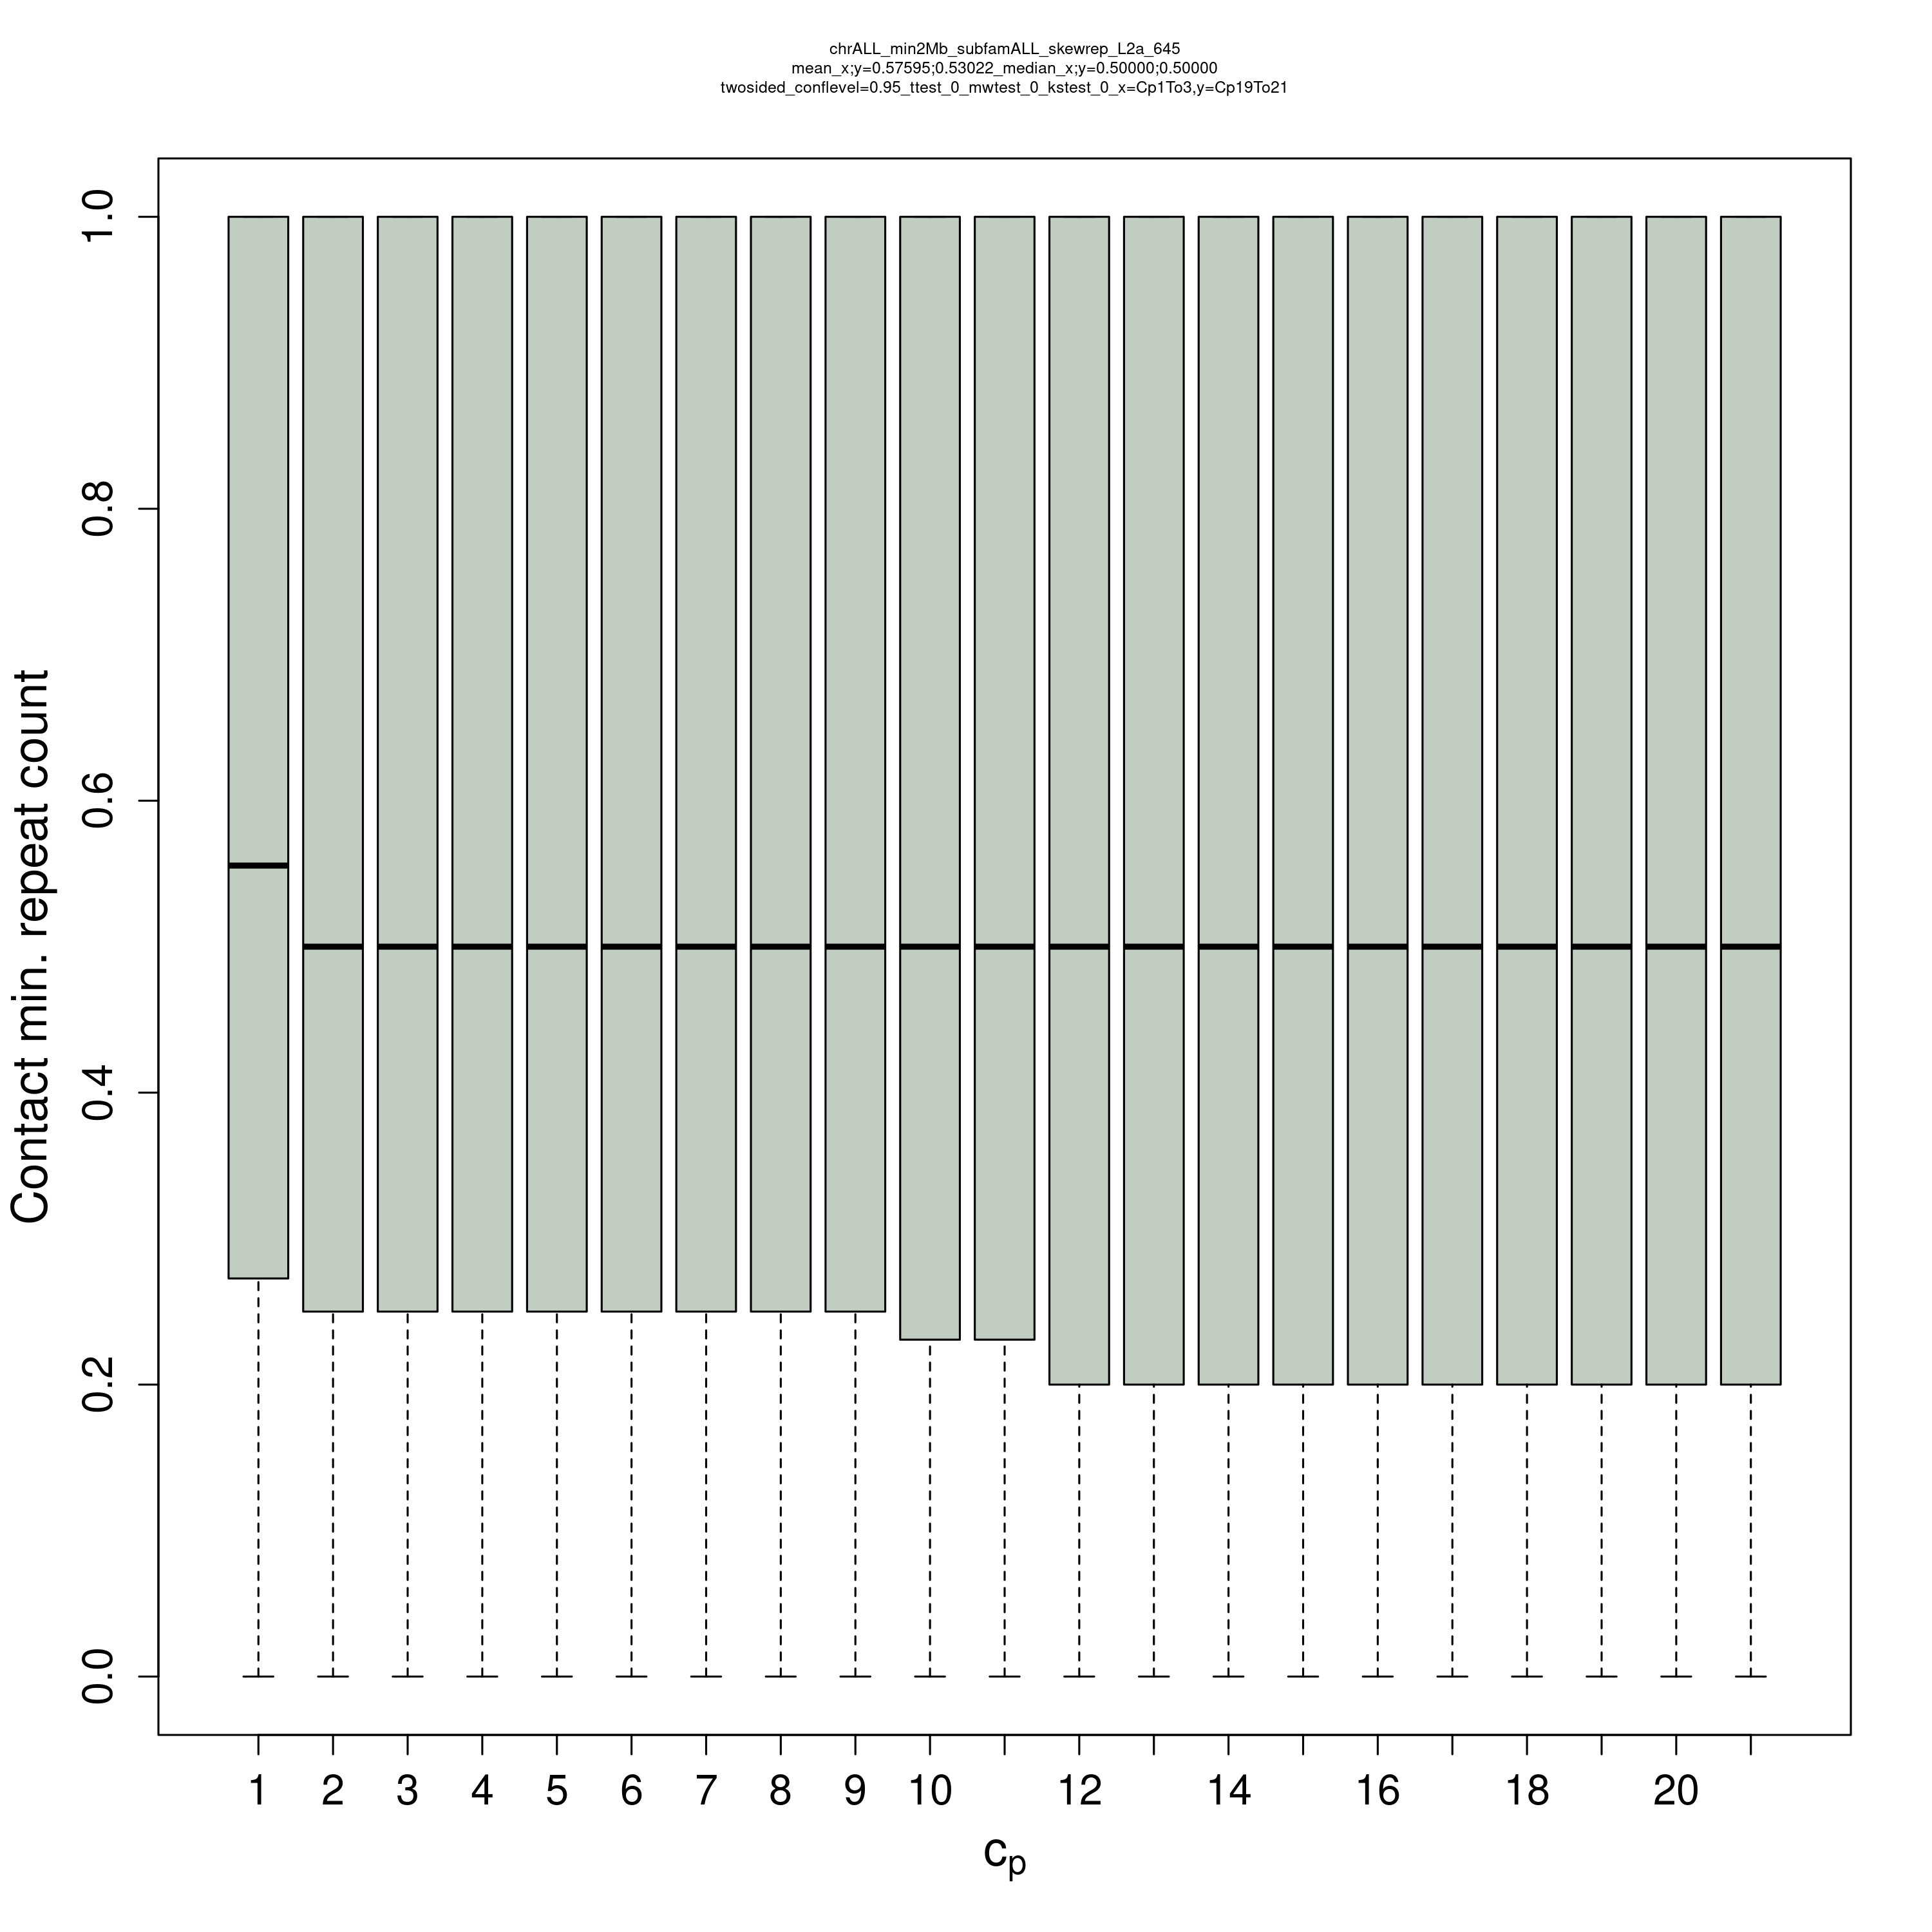 chrALL_min2Mb_subfamALL_skewrep_L2a_645
mean_x;y=0.57595;0.53022_median_x;y=0.50000;0.50000
twosided_conflevel=0.95_ttest_0_mwtest_0_kstest_0_x=Cp1To3,y=Cp19To21
Contact min. repeat count
1.0
0.8
0.6
0.4
0.2
0.0
1 2 3 4 5 6 7 8 9 10 12 14 16 18 20
cp